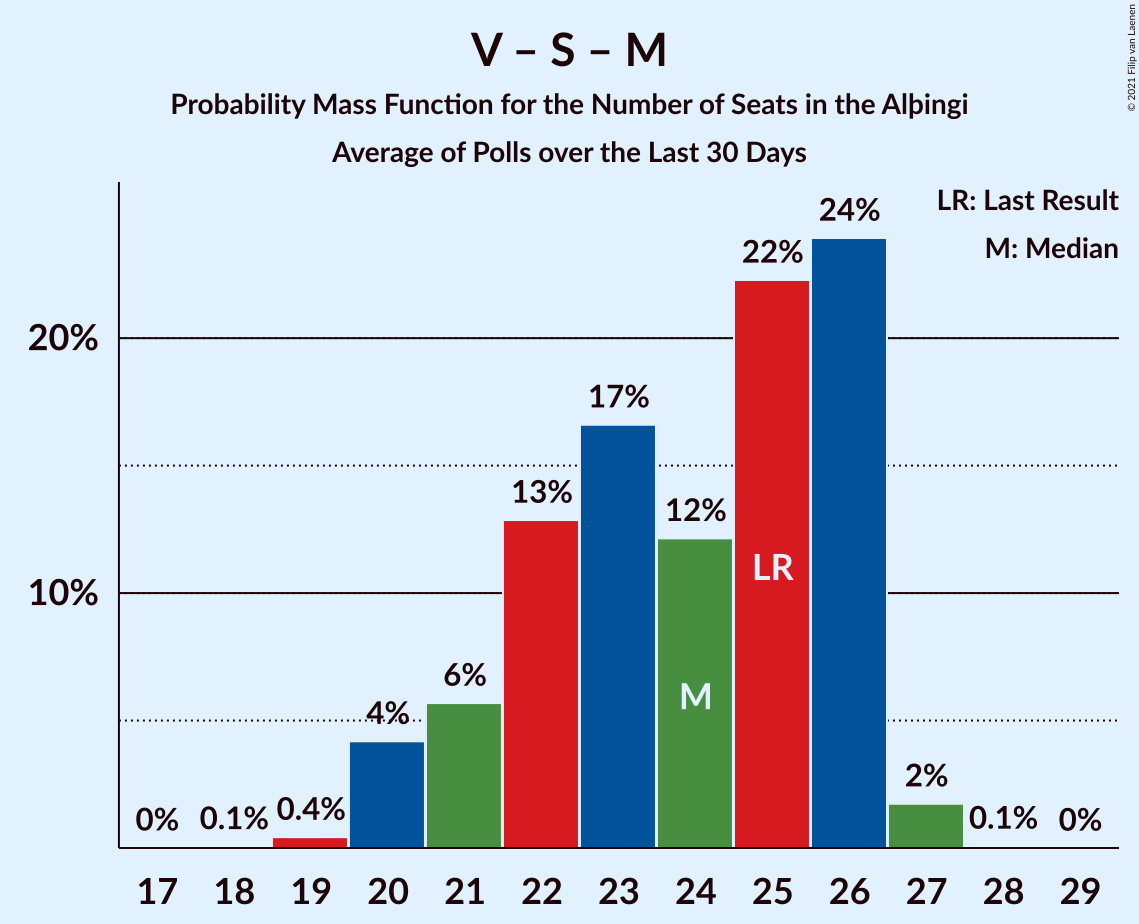 V – S – M
Probability Mass Function for the Number of Seats in the Alþingi
Average of Polls over the Last 30 Days
© 2021 Filip van Laenen
LR: Last Result
M: Median
20%
10%
0%
0.1%
0.4%
4%
6%
13%
17%
12%
22%
24%
2%
0.1%
0%
LR
M
17 18 19 20 21 22 23 24 25 26 27 28 29